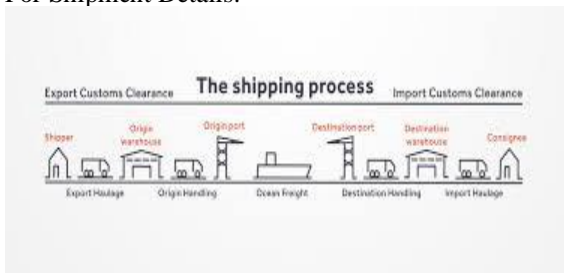 For Shipment Details:
Export Customs Clearance
The shipping process
Import Customs Clearance
Shipper
Origin warehouse
Origin port
Destination port
Destination warehouse
Consignee
Export Haulage
Origin Handling
Ocean Freight
Destination Handling
Import Haulage